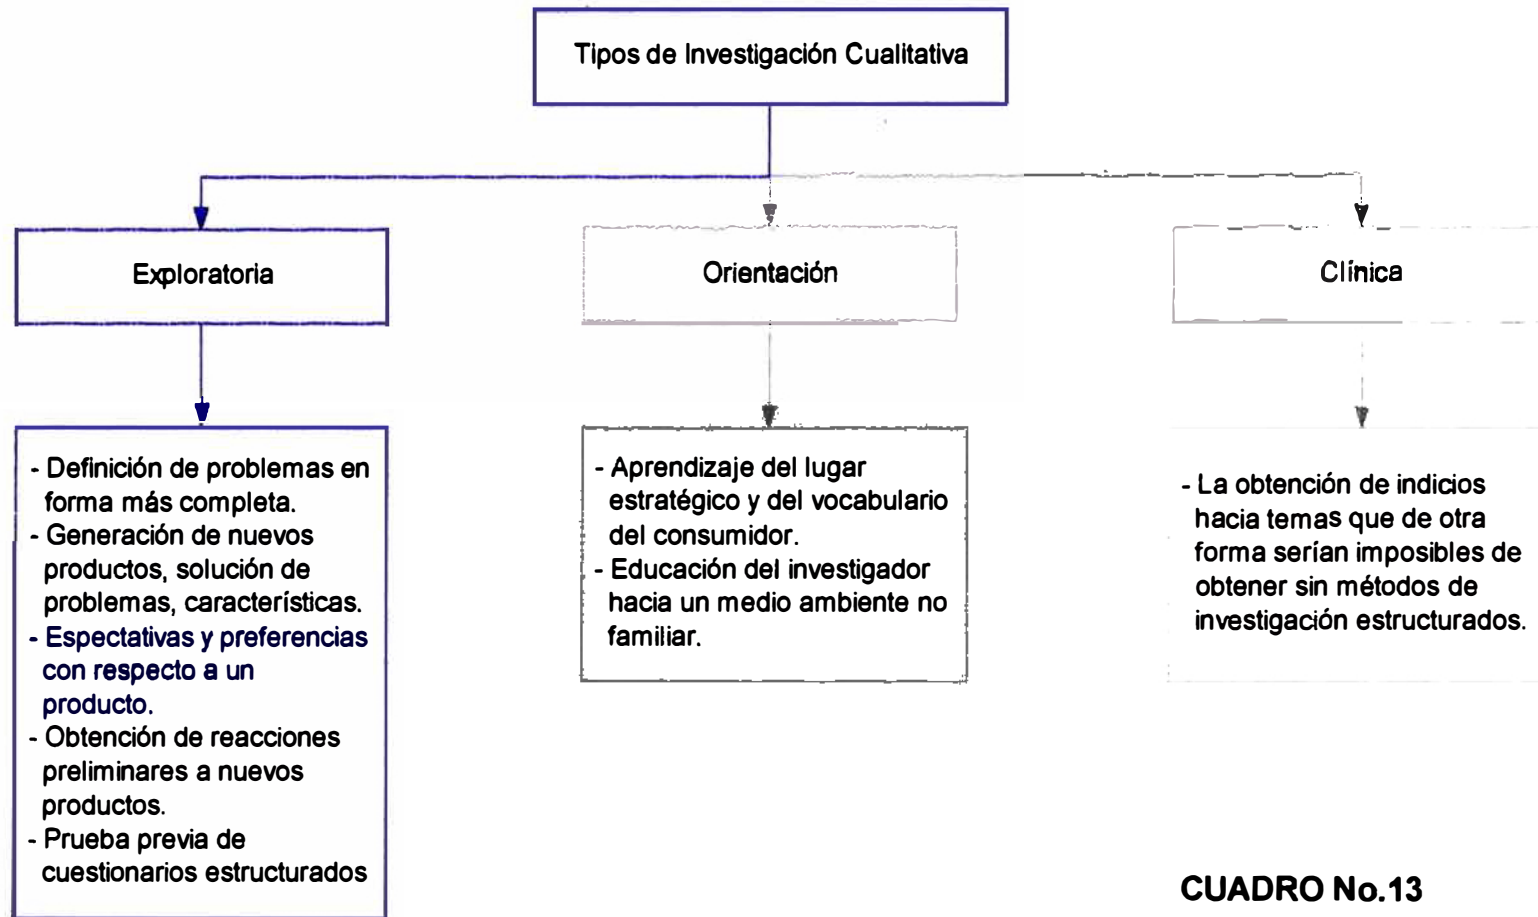 Tipos de Investigación Cualitativa
Exploratoria
Orientación
Clínica
- Definición de problemas en
forma más completa.
- Generación de nuevos
productos, solución de
problemas, características.
- Espectativas y preferencias
con respecto a un
producto.
- Obtención de reacciones
preliminares a nuevos
productos.
- Prueba previa de
cuestionarios estructurados
- Aprendizaje del lugar
estratégico y del vocabulario
del consumidor.
- Educación del investigador
hacia un medio ambiente no
familiar.
- La obtención de indicios
hacia temas que de otra
forma serían imposibles de
obtener sin métodos de
investigación estructurados.
CUADRO No.13